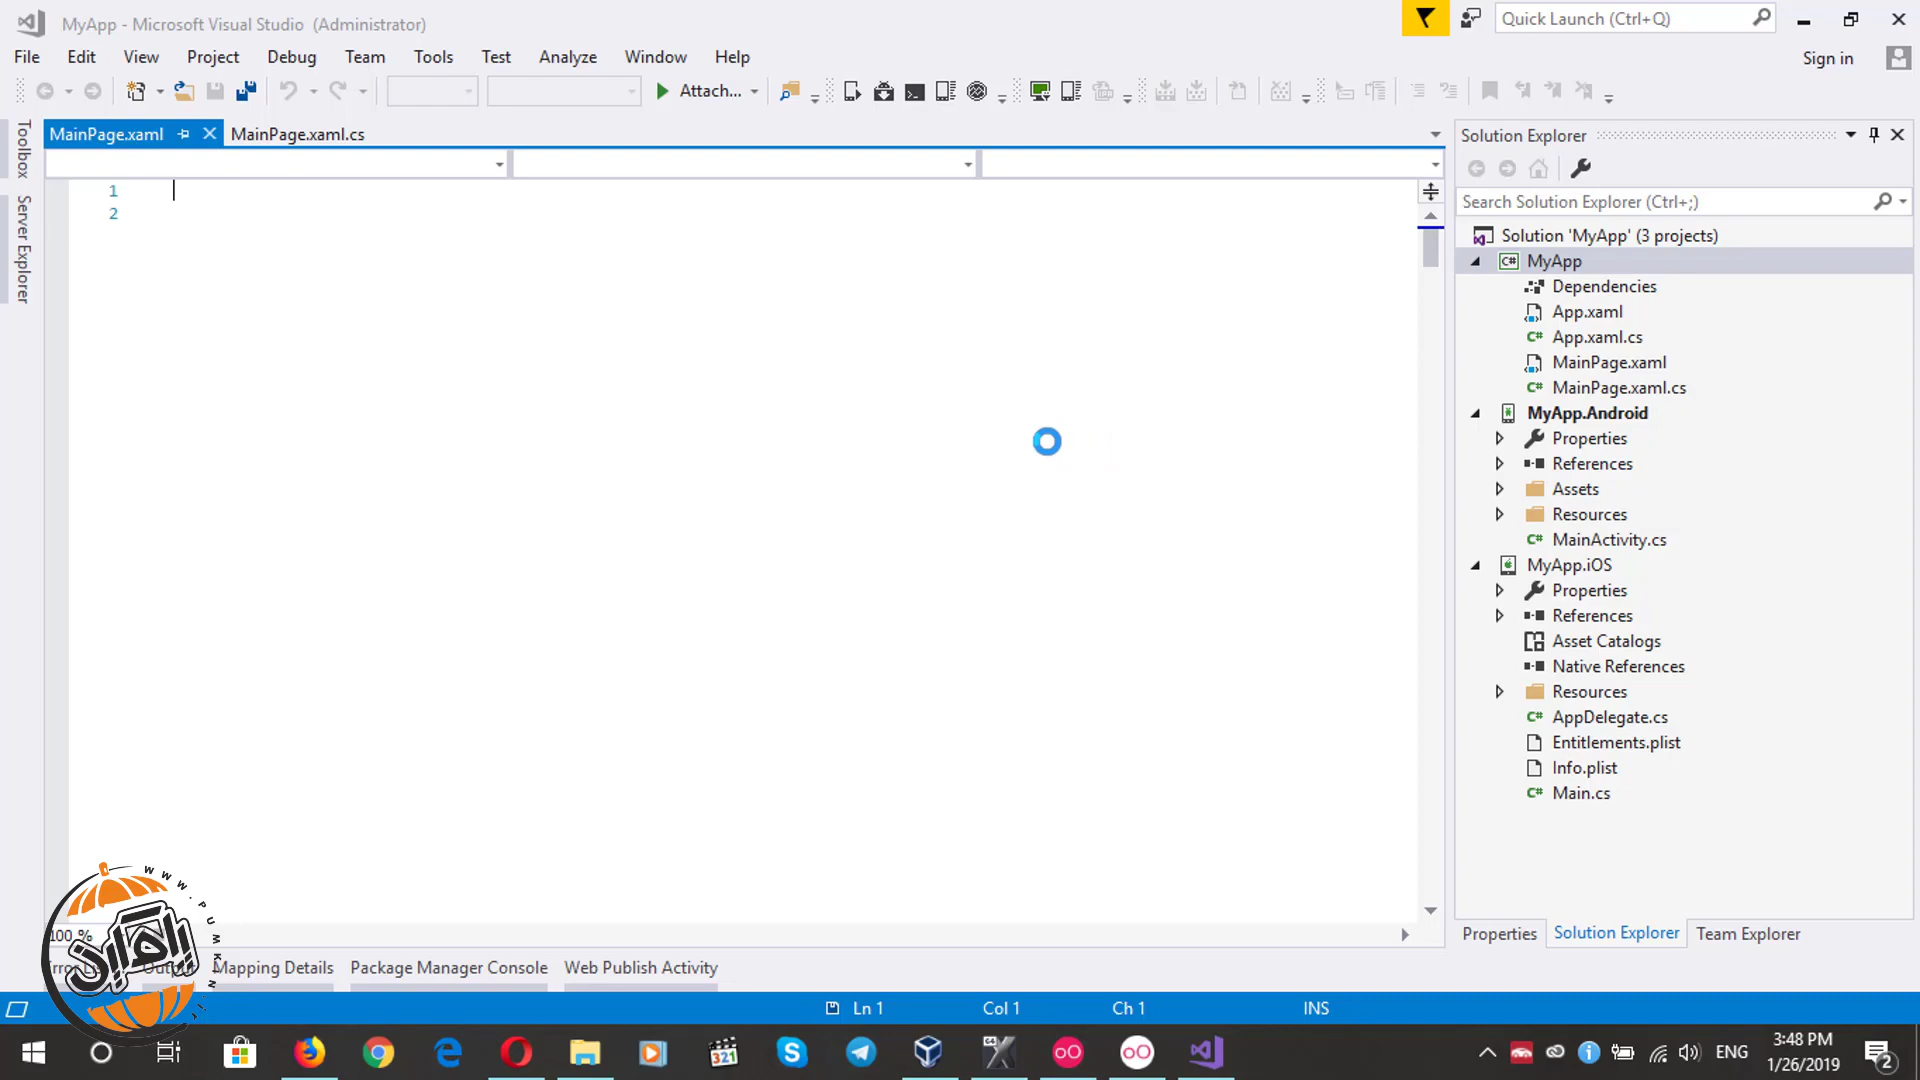 MyApp - Microsoft Visual Studio (Administrator)
Quick Launch (Ctrl+Q)
File Edit View Project Debug Team Tools Test Analyze Window Help
Sign in
Attach...
Toolbox
Server Explorer
MainPage.xaml
MainPage.xaml.cs
1
2
Solution Explorer
Search Solution Explorer (Ctrl+;)
Solution 'MyApp' (3 projects)
C# MyApp
Dependencies
App.xaml
C# App.xaml.cs
MainPage.xaml
C# MainPage.xaml.cs
MyApp.Android
Properties
References
Assets
Resources
C# MainActivity.cs
MyApp.iOS
Properties
References
Asset Catalogs
Native References
Resources
C# AppDelegate.cs
Entitlements.plist
Info.plist
C# Main.cs
Properties
Solution Explorer
Team Explorer
100 %
Mapping Details
Package Manager Console
Web Publish Activity
Ln 1
Col 1
Ch 1
INS
321
64
ENG
3:48 PM
1/26/2019
2